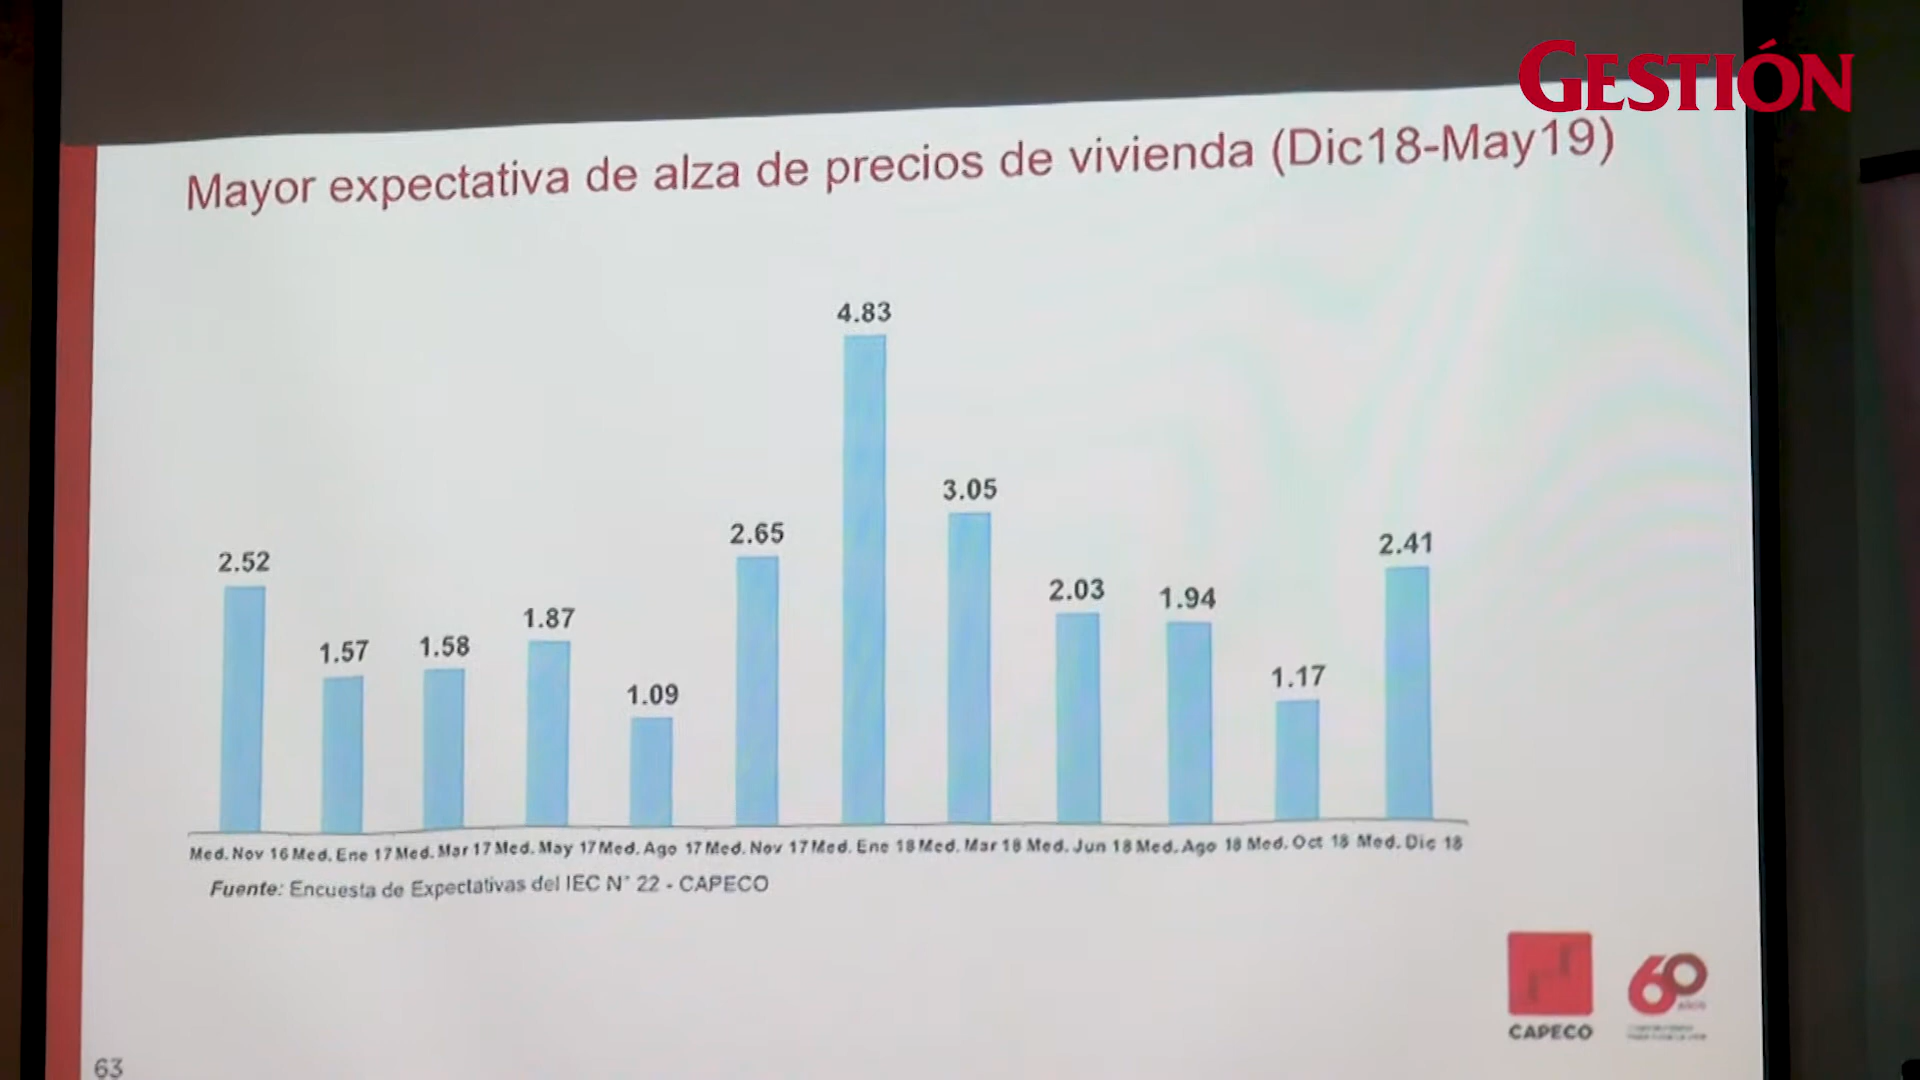 GESTIÓN
Mayor expectativa de alza de precios de vivienda (Dic18-May19)
4.83
3.05
2.65
2.52
2.41
2.03
1.94
1.87
1.57
1.58
1.17
1.09
Med. Nov 16 Med. Ene 17 Med. Mar 17 Med. May 17 Med. Ago 17 Med. Nov 17 Med. Ene 18 Med. Mar 18 Med. Jun 18 Med. Ago 18 Med. Oct 18 Med. Dic 18
Fuente: Encuesta de Expectativas del IEC N° 22 - CAPECO
60
años
CAPECO
63